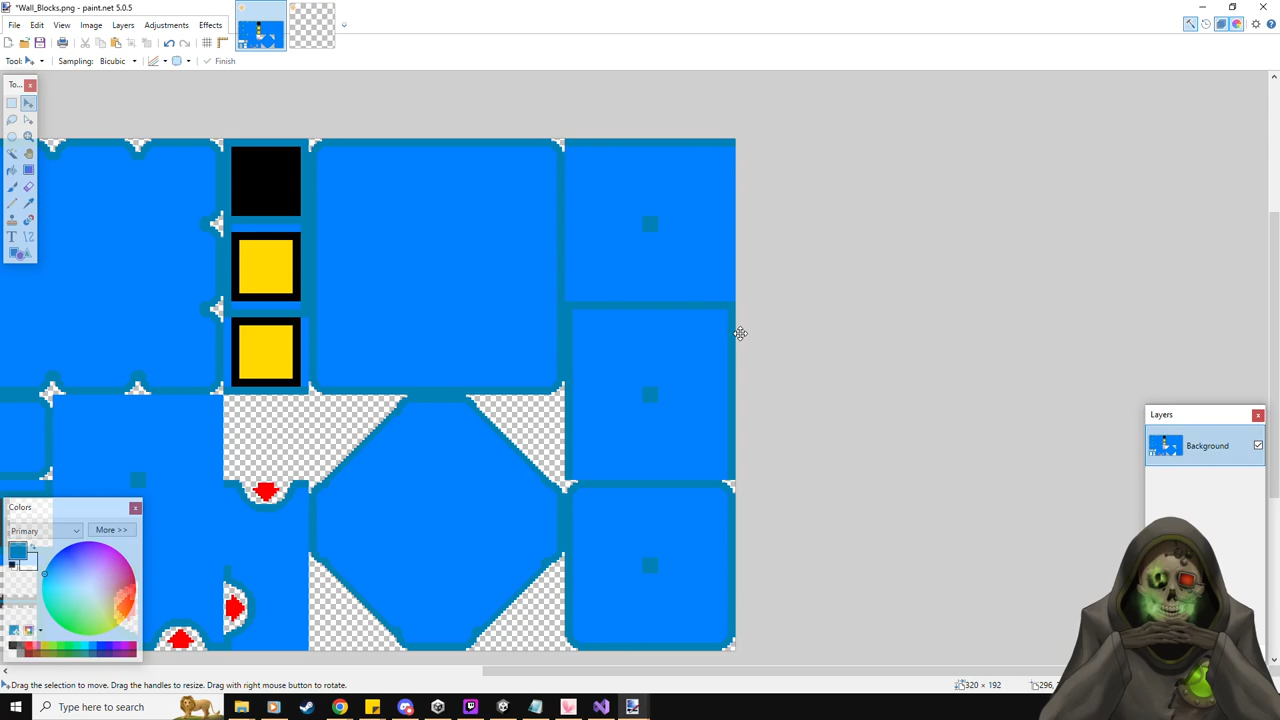 *Wall_Blocks.png - paint.net 5.0.5
File Edit View Image Layers Adjustments Effects
Tool: Sampling: Bicubic Finish
To...
Layers
Background
Colors
Primary More >>
Drag the selection to move. Drag the handles to resize. Drag with right mouse button to rotate.
320 × 192
296,
Type here to search